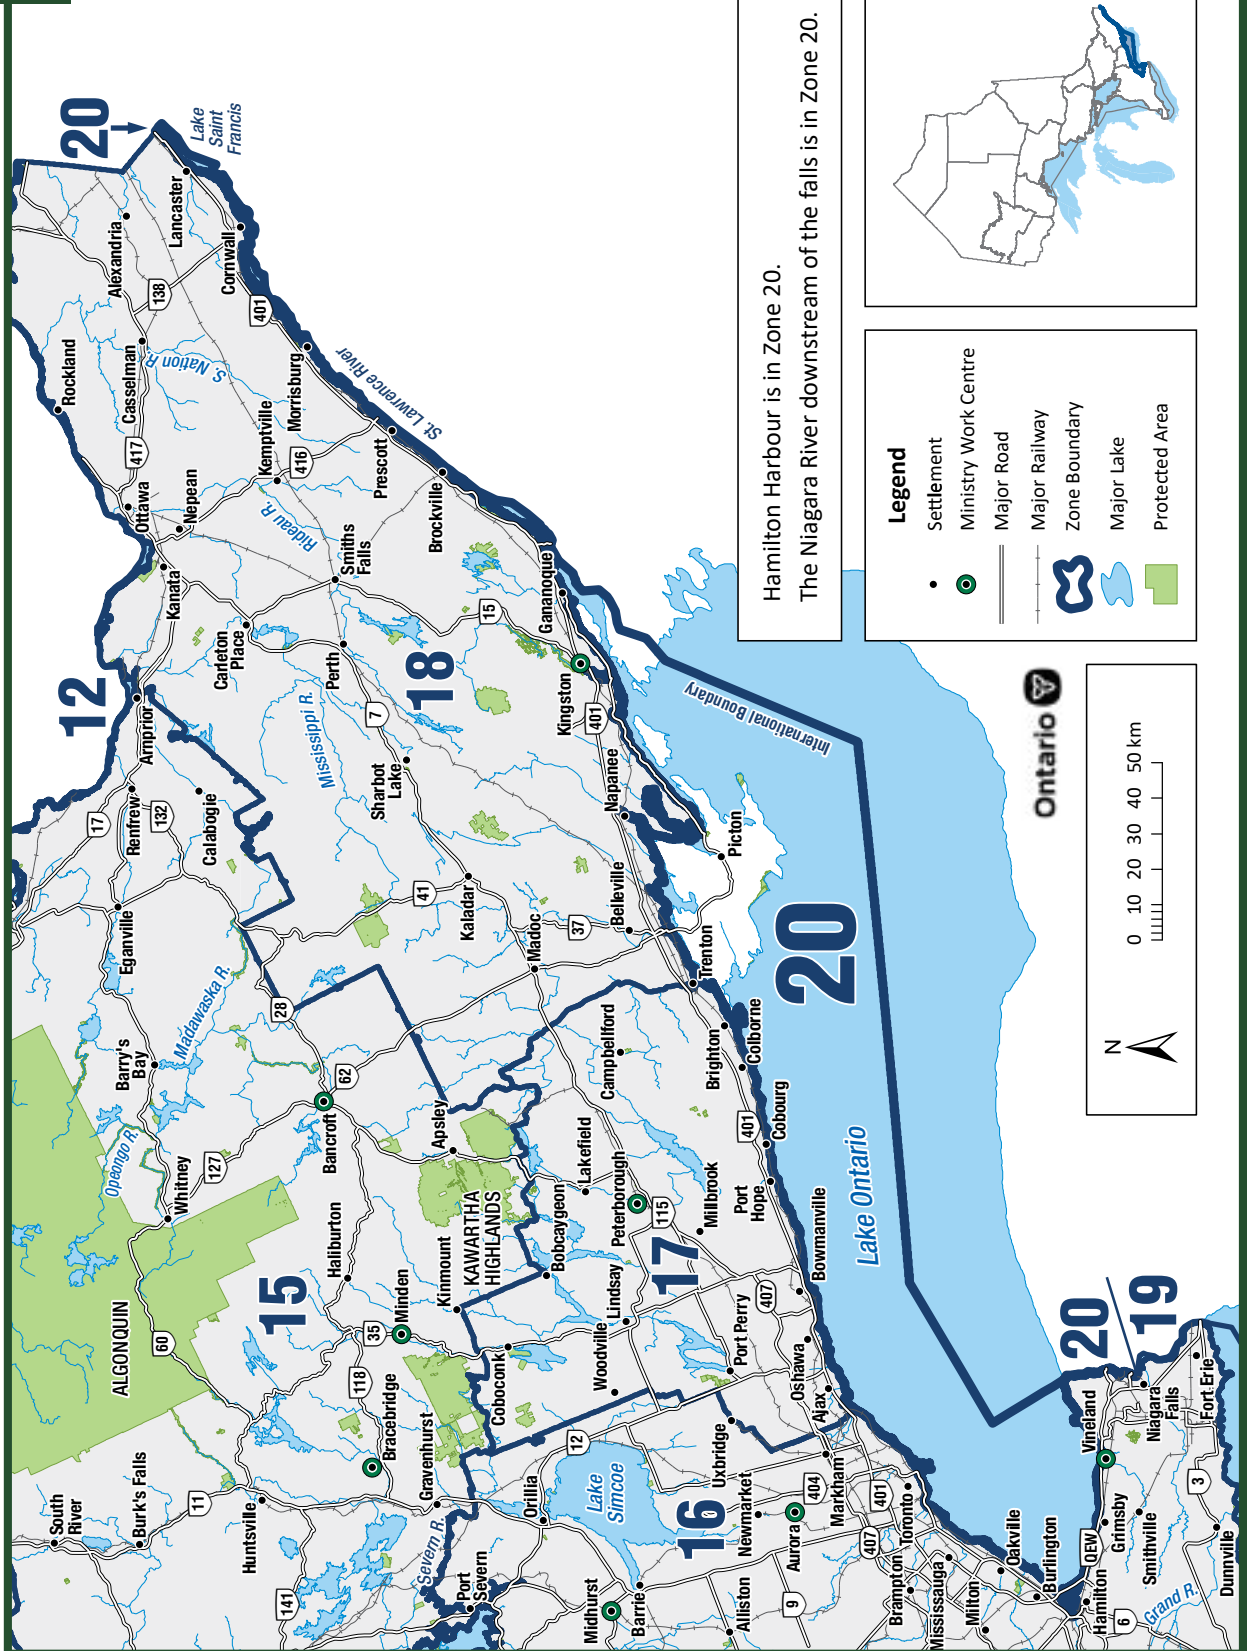 20
Lake
Saint
Francis
Lancaster
Alexandria
138
Cornwall
401
Rockland
Casselman
S. Nation R.
417
Morrisburg
St. Lawrence River
Kemptville
416
Ottawa
Nepean
Rideau R.
Prescott
Brockville
Smiths
Falls
Kanata
Carleton
Place
Perth
15
Gananoque
12
18
Arnprior
Mississippi R.
7
Kingston
401
International Boundary
Sharbot
Lake
Napanee
17
Renfrew
132
Calabogie
Picton
41
Kaladar
Belleville
37
Madoc
Eganville
Trenton
20
Madawaska R.
28
Barry's
Bay
62
Campbellford
Brighton
Colborne
Bancroft
Apsley
401
Cobourg
Opeongo R.
Whitney
127
Lakefield
Peterborough
115
Millbrook
Port
Hope
Lake Ontario
KAWARTHA
HIGHLANDS
Bobcaygeon
Haliburton
15
Kinmount
Lindsay
17
407
Bowmanville
ALGONQUIN
60
Minden
35
118
Coboconk
Woodville
Port Perry
Oshawa
Ajax
Bracebridge
Gravenhurst
12
Uxbridge
Orillia
Lake
Simcoe
16
Newmarket
Aurora
404
Markham
401
Toronto
407
South
River
Burk's Falls
11
Huntsville
141
Severn R.
Port
Severn
Midhurst
Barrie
Alliston
9
Brampton
Mississauga
Milton
Oakville
Burlington
Hamilton
QEW
6
Grimsby
Smithville
Grand R.
Dunnville
3
Vineland
Niagara
Falls
Fort Erie
20
19
Hamilton Harbour is in Zone 20.
The Niagara River downstream of the falls is in Zone 20.
Legend
Settlement
Ministry Work Centre
Major Road
Major Railway
Zone Boundary
Major Lake
Protected Area
Ontario
0 10 20 30 40 50 km
N